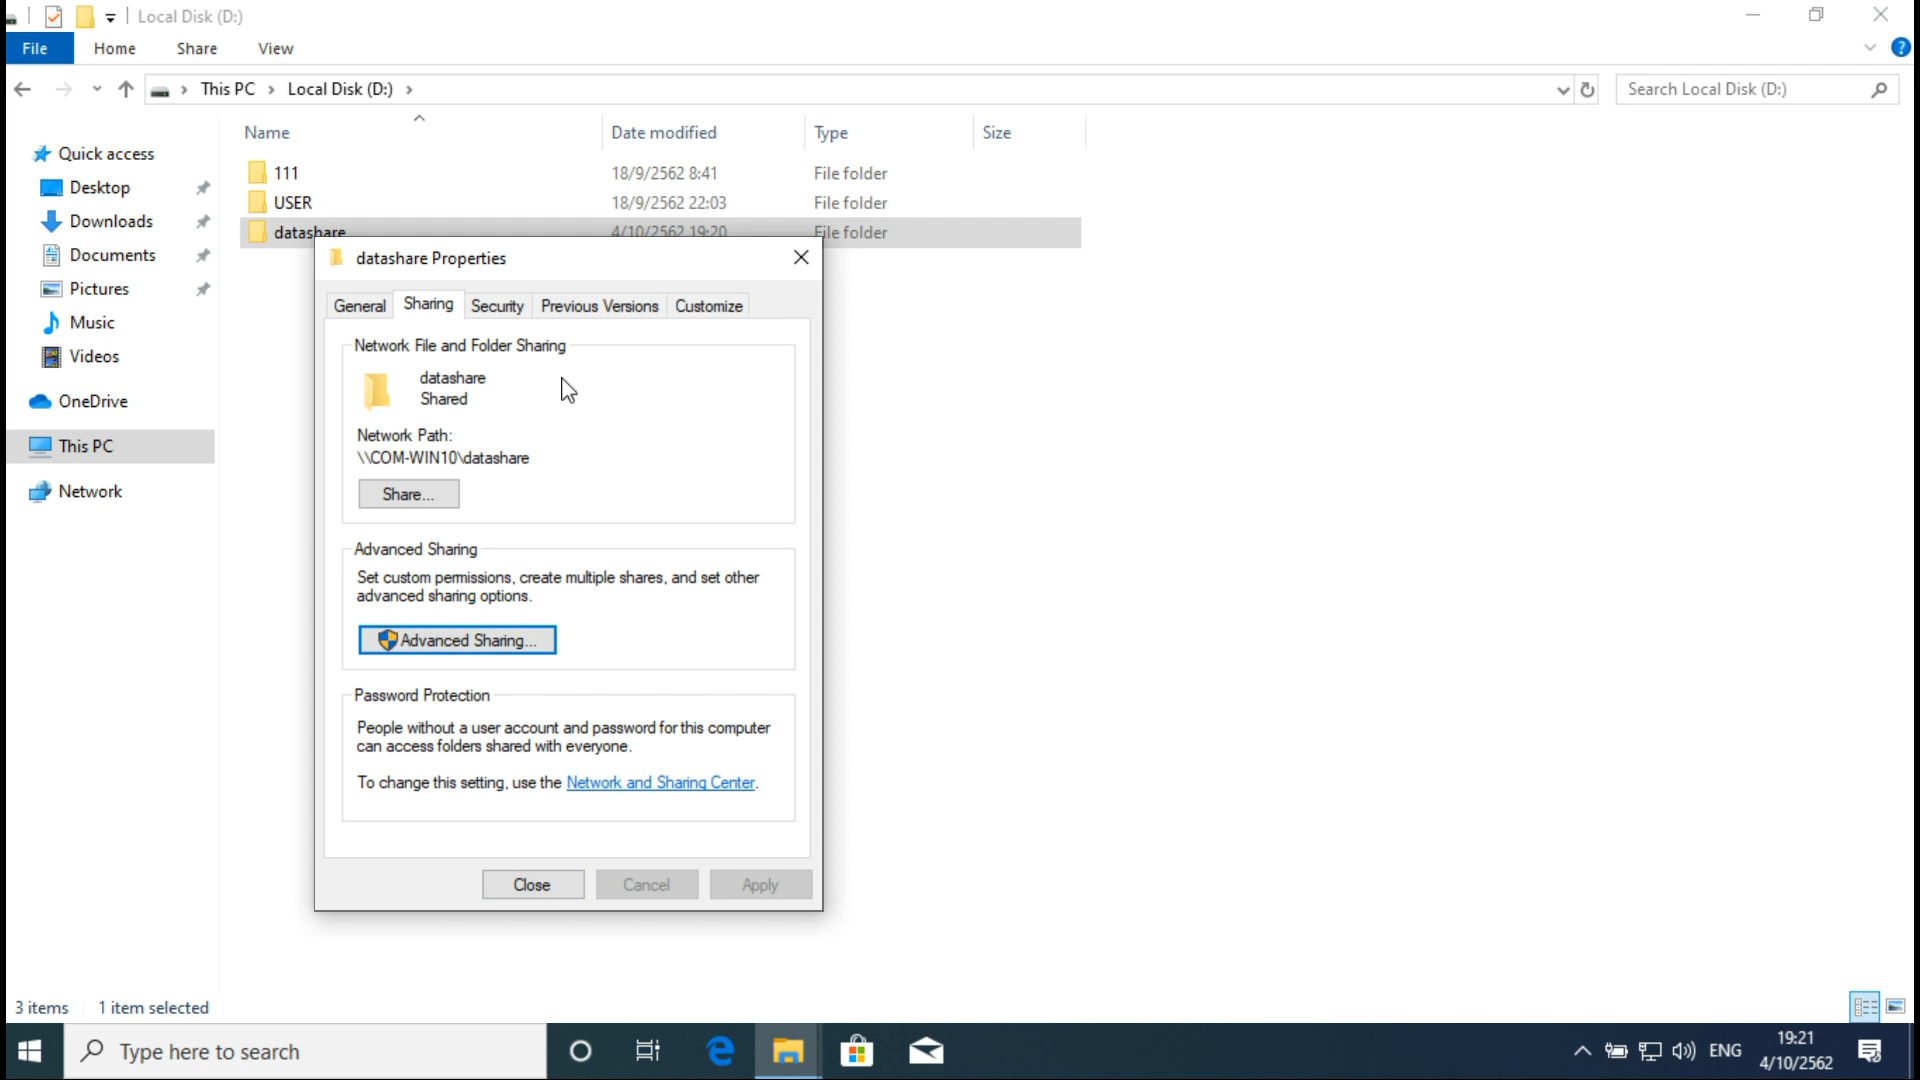 Local Disk (D:)
File Home Share View
This PC Local Disk (D:)
Search Local Disk (D:)
Name Date modified Type Size
Quick access
Desktop
Downloads
Documents
Pictures
Music
Videos
OneDrive
This PC
Network
111 18/9/2562 8:41 File folder
USER 18/9/2562 22:03 File folder
datashare 4/10/2562 19:20 File folder
datashare Properties
General Sharing Security Previous Versions Customize
Network File and Folder Sharing
datashare
Shared
Network Path:
\\COM-WIN10\datashare
Share...
Advanced Sharing
Set custom permissions, create multiple shares, and set other
advanced sharing options.
Advanced Sharing...
Password Protection
People without a user account and password for this computer
can access folders shared with everyone.
To change this setting, use the Network and Sharing Center.
Close Cancel Apply
3 items 1 item selected
Type here to search
ENG
19:21
4/10/2562